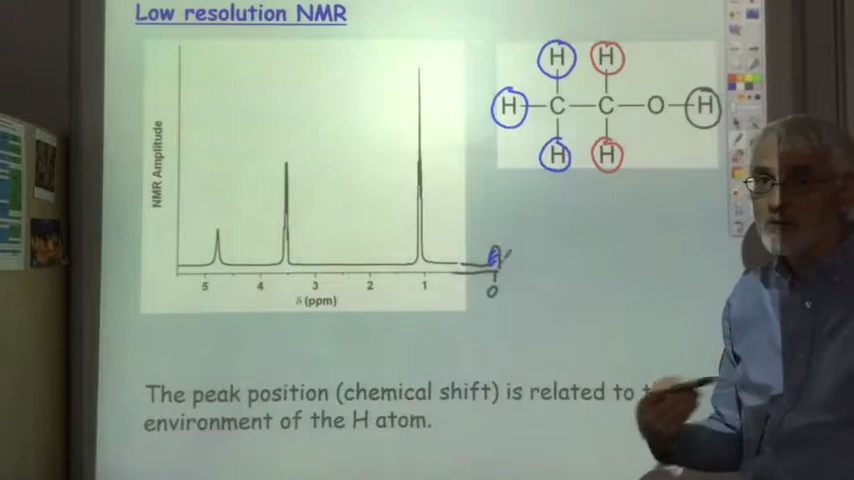 Low resolution NMR
NMR Amplitude
5 4 3 2 1 0
δ (ppm)
H H
H C C O H
H H
The peak position (chemical shift) is related to
environment of the H atom.